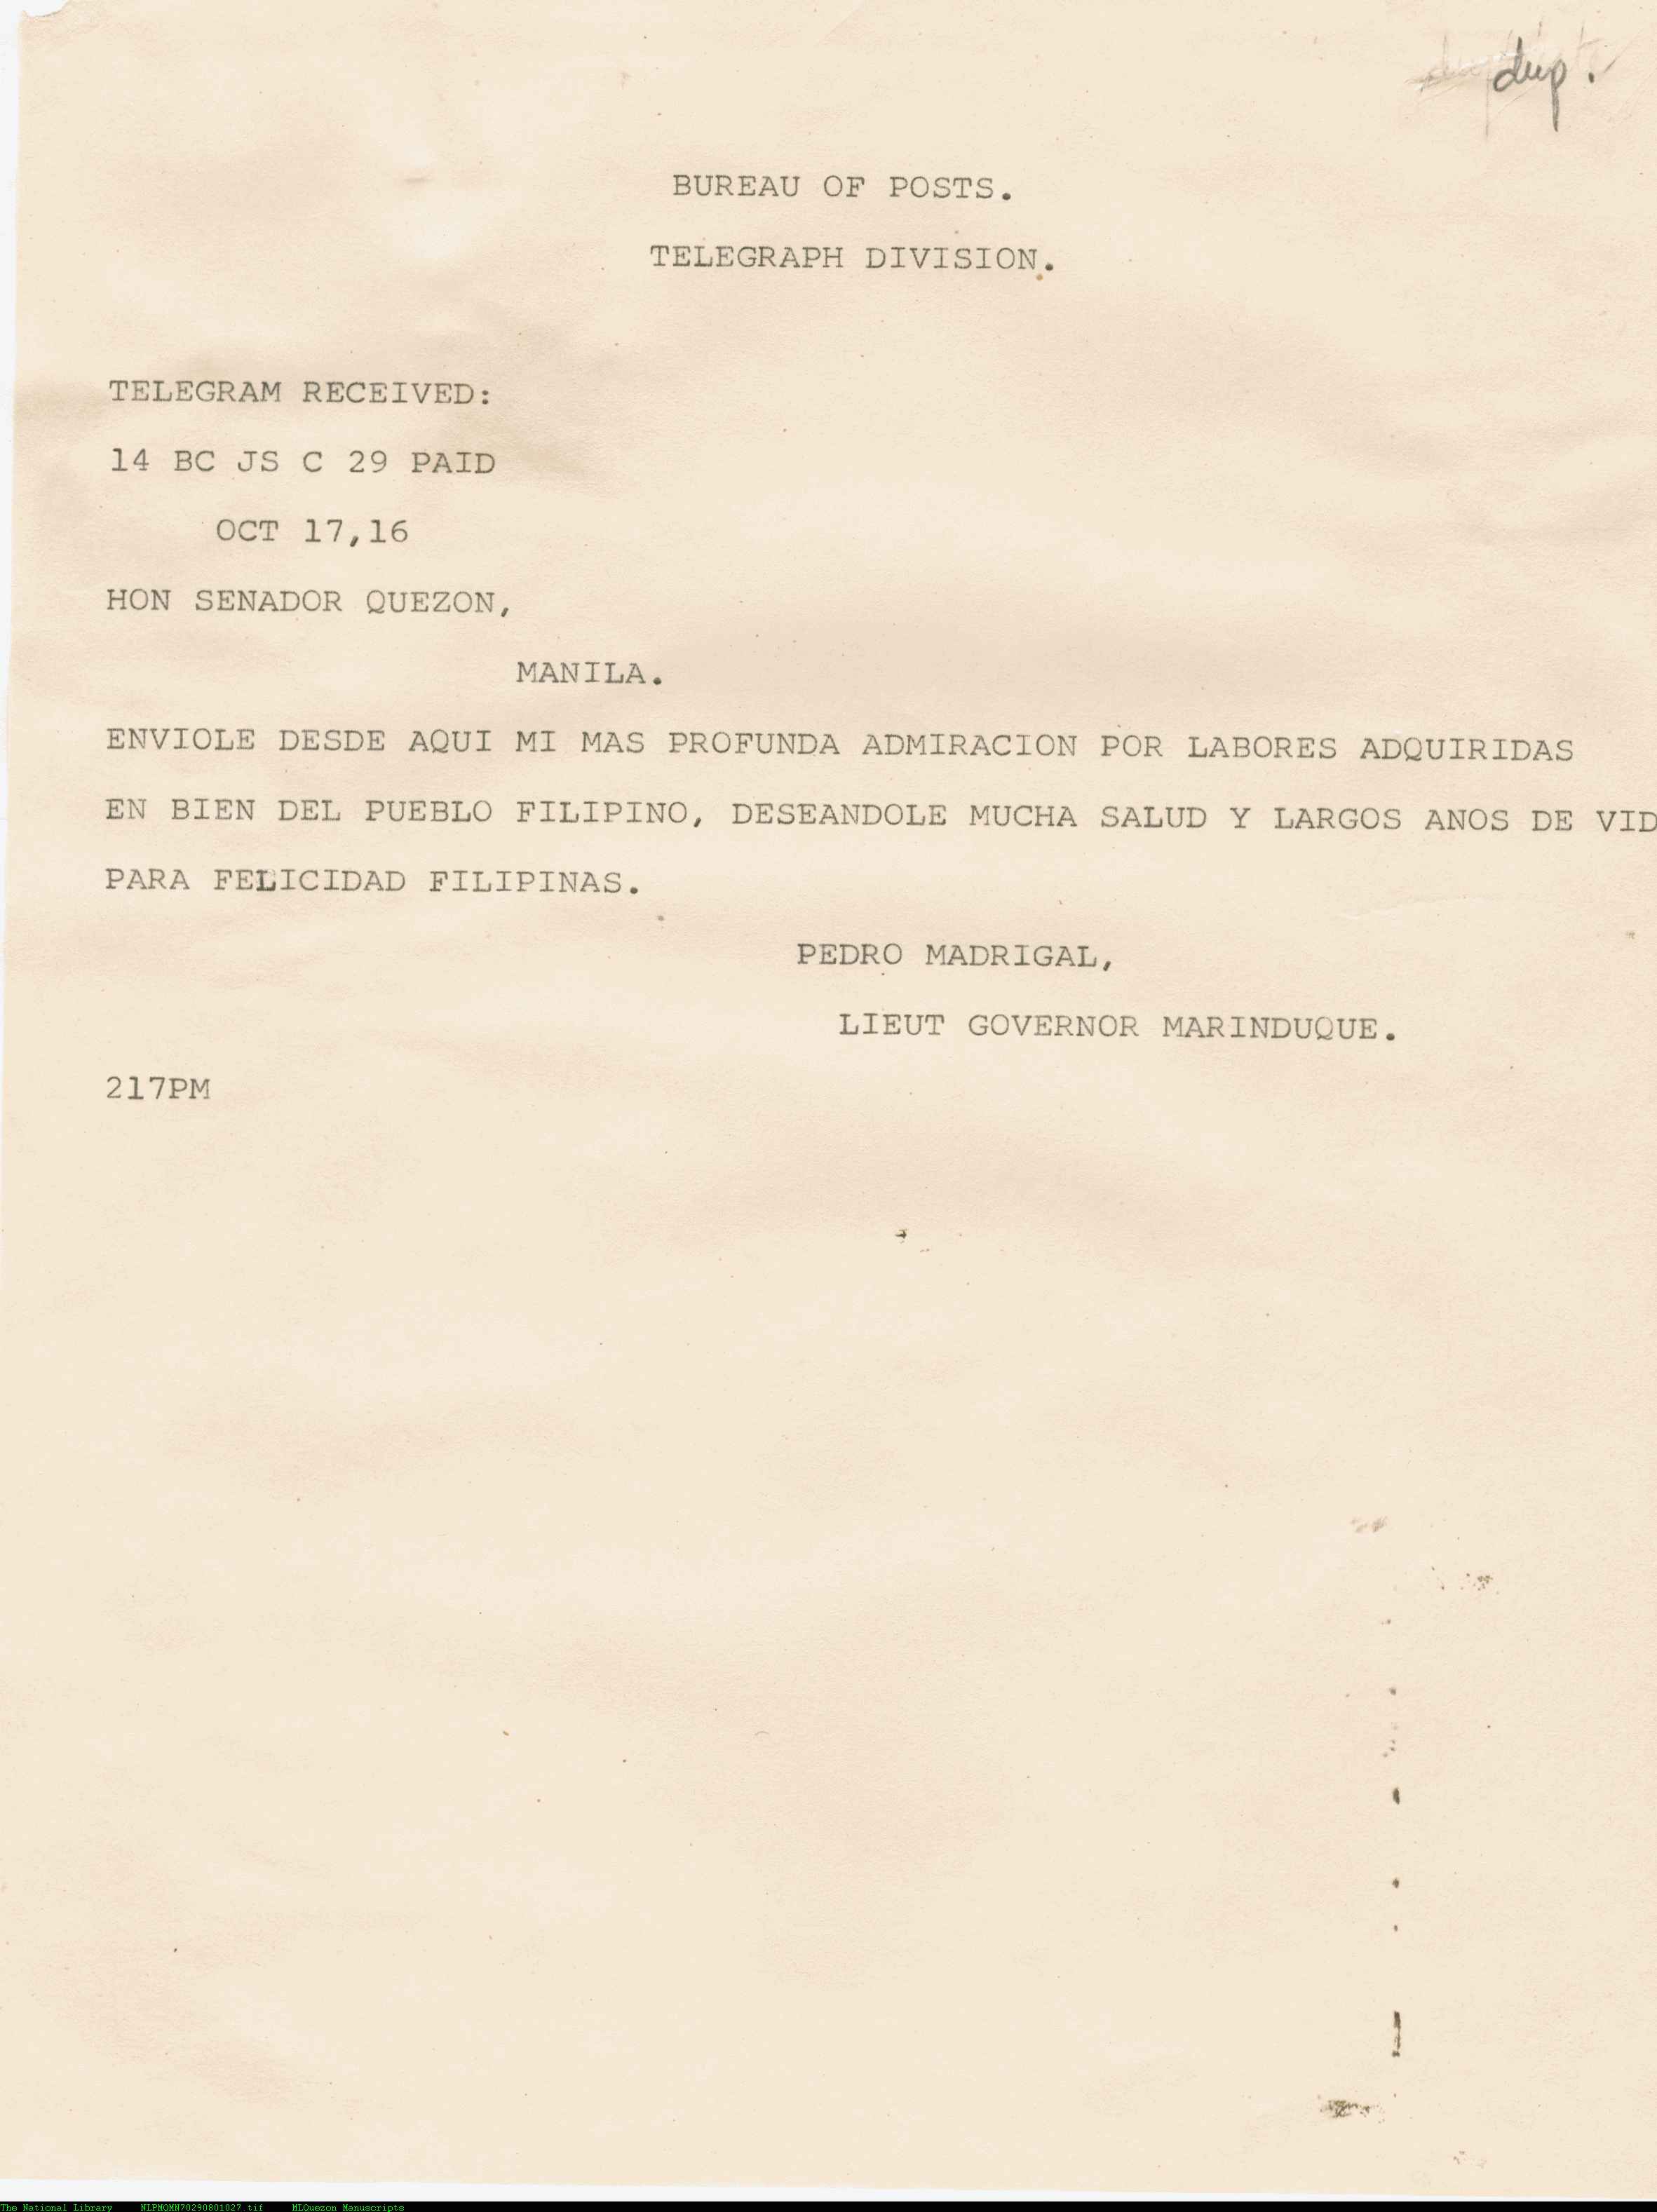 dup.
BUREAU OF POSTS.
TELEGRAPH DIVISION.
TELEGRAM RECEIVED:
14 BC JS C 29 PAID
OCT 17,16
HON SENADOR QUEZON,
MANILA.
ENVIOLE DESDE AQUI MI MAS PROFUNDA ADMIRACION POR LABORES ADQUIRIDAS
EN BIEN DEL PUEBLO FILIPINO, DESEANDOLE MUCHA SALUD Y LARGOS ANOS DE VID
PARA FELICIDAD FILIPINAS.
PEDRO MADRIGAL,
LIEUT GOVERNOR MARINDUQUE.
217PM
The National Library NLPMQMN70290801027.tif MLQuezon Manuscripts